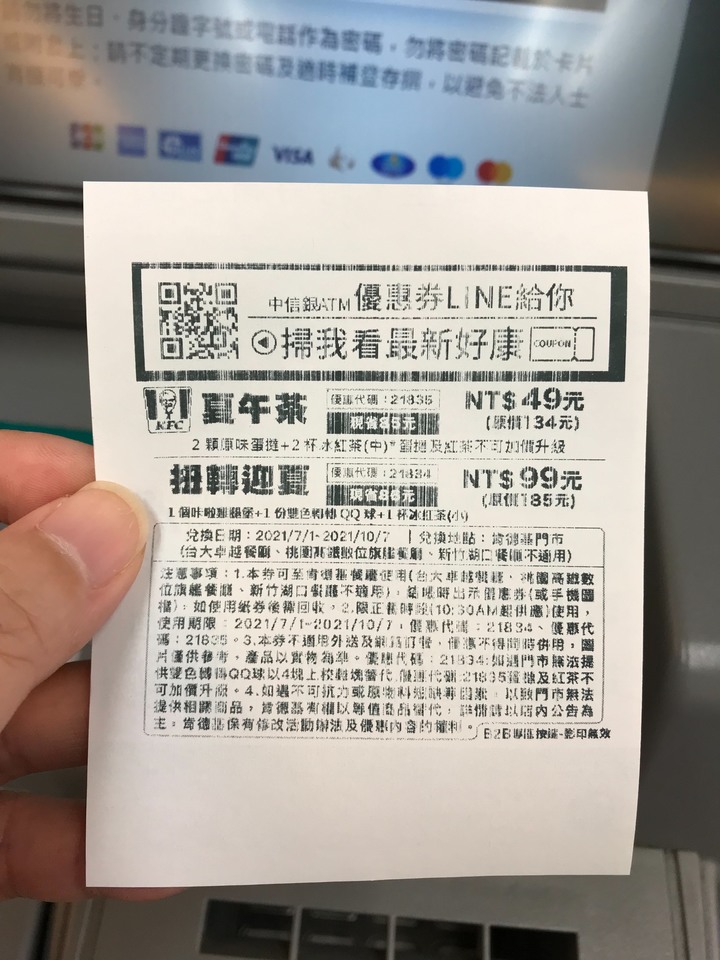 勿將生日、身分證字號或電話作為密碼，勿將密碼記載於卡片
或附卷上；請不定期更換密碼及適時補登存摺，以避免不法人士
VISA
中信銀ATM 優惠券LINE給你
掃我看最新好康 COUPON
KFC 夏午茶 優惠代碼：21835 現省85元 NT$49元
(原價134元)
2顆原味蛋撻+2杯冰紅茶(中)*蛋撻及紅茶不可加價升級
扭轉迎夏 優惠代碼：21834 現省86元 NT$99元
(原價185元)
1個咔啦雞腿堡+1份雙色轉轉QQ球+1杯冰紅茶(小)
兌換日期：2021/7/1~2021/10/7 | 兌換地點：肯德基門市
(台大卓越餐廳、桃園高鐵數位旗艦餐廳、新竹湖口餐廳不適用)
注意事項：1.本券可至肯德基餐廳使用(台大卓越餐廳、桃園高鐵數
位旗艦餐廳、新竹湖口餐廳不適用)，點餐時出示優惠券(或手機圖
檔)，如使用紙券後將回收。2.限正餐時段(10:30AM起供應)使用，
使用期限：2021/7/1~2021/10/7，優惠代碼：21834、優惠代
碼：21835。3.本券不適用外送及網路訂餐，優惠不得同時併用，圖
片僅供參考，產品以實物為準。優惠代碼：21834:如遇門市無法提
供雙色轉轉QQ球以4塊上校雞塊替代,優惠代碼:21835蛋撻及紅茶不
可加價升級。4.如遇不可抗力或原物料短缺等因素，以致門市無法
提供相關商品，肯德基有權以等值商品替代，詳情請以店內公告為
主，肯德基保有修改活動辦法及優惠內容的權利。
B2B專區按鍵-影印無效